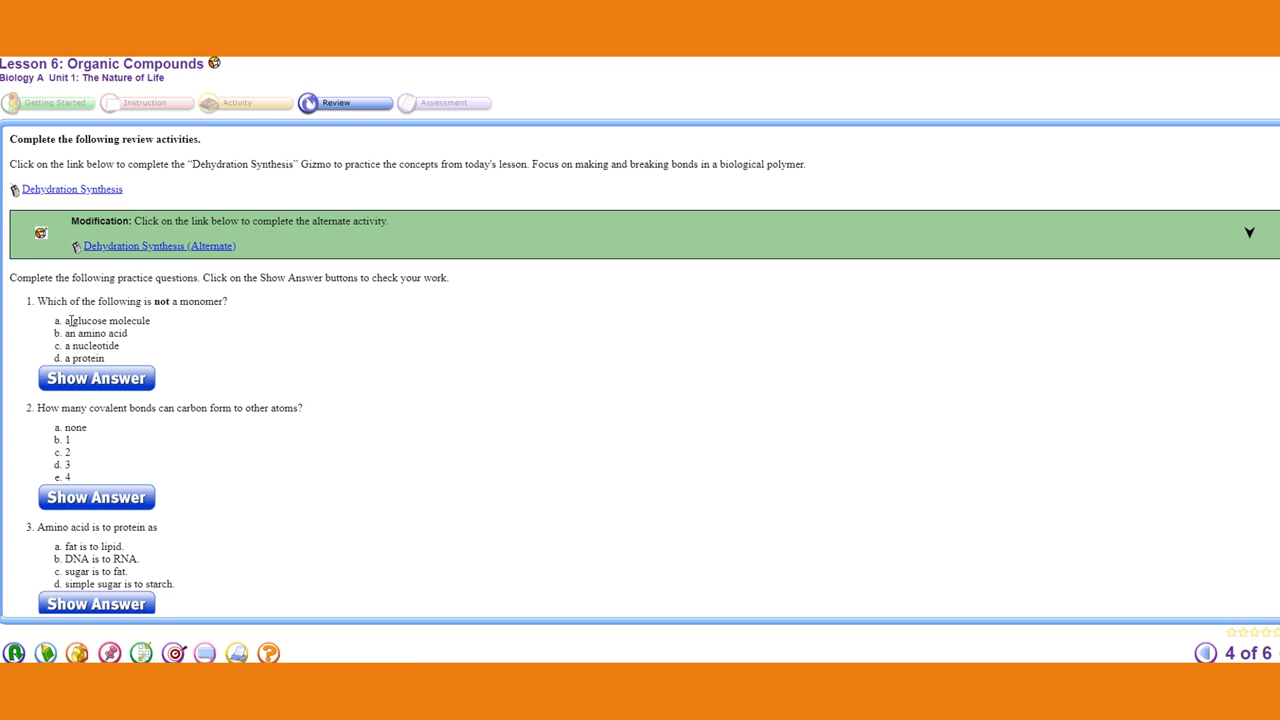 Lesson 6: Organic Compounds
Biology A Unit 1: The Nature of Life
Getting Started Instruction Activity Review Assessment
Complete the following review activities.
Click on the link below to complete the “Dehydration Synthesis” Gizmo to practice the concepts from today's lesson. Focus on making and breaking bonds in a biological polymer.
Dehydration Synthesis
Modification: Click on the link below to complete the alternate activity.
Dehydration Synthesis (Alternate)
Complete the following practice questions. Click on the Show Answer buttons to check your work.
1. Which of the following is not a monomer?
a. a glucose molecule
b. an amino acid
c. a nucleotide
d. a protein
Show Answer
2. How many covalent bonds can carbon form to other atoms?
a. none
b. 1
c. 2
d. 3
e. 4
Show Answer
3. Amino acid is to protein as
a. fat is to lipid.
b. DNA is to RNA.
c. sugar is to fat.
d. simple sugar is to starch.
Show Answer
4 of 6